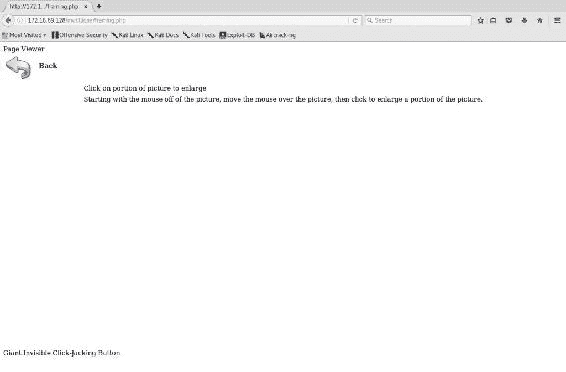 http://172.1.../framing.php × +
172.16.69.128/mutillidae/framing.php
Search
Most Visited Offensive Security Kali Linux Kali Docs Kali Tools Exploit-DB Aircrack-ng
Page Viewer
Back
Click on portion of picture to enlarge
Starting with the mouse off of the picture, move the mouse over the picture, then click to enlarge a portion of the picture.
Giant Invisible Click-Jacking Button